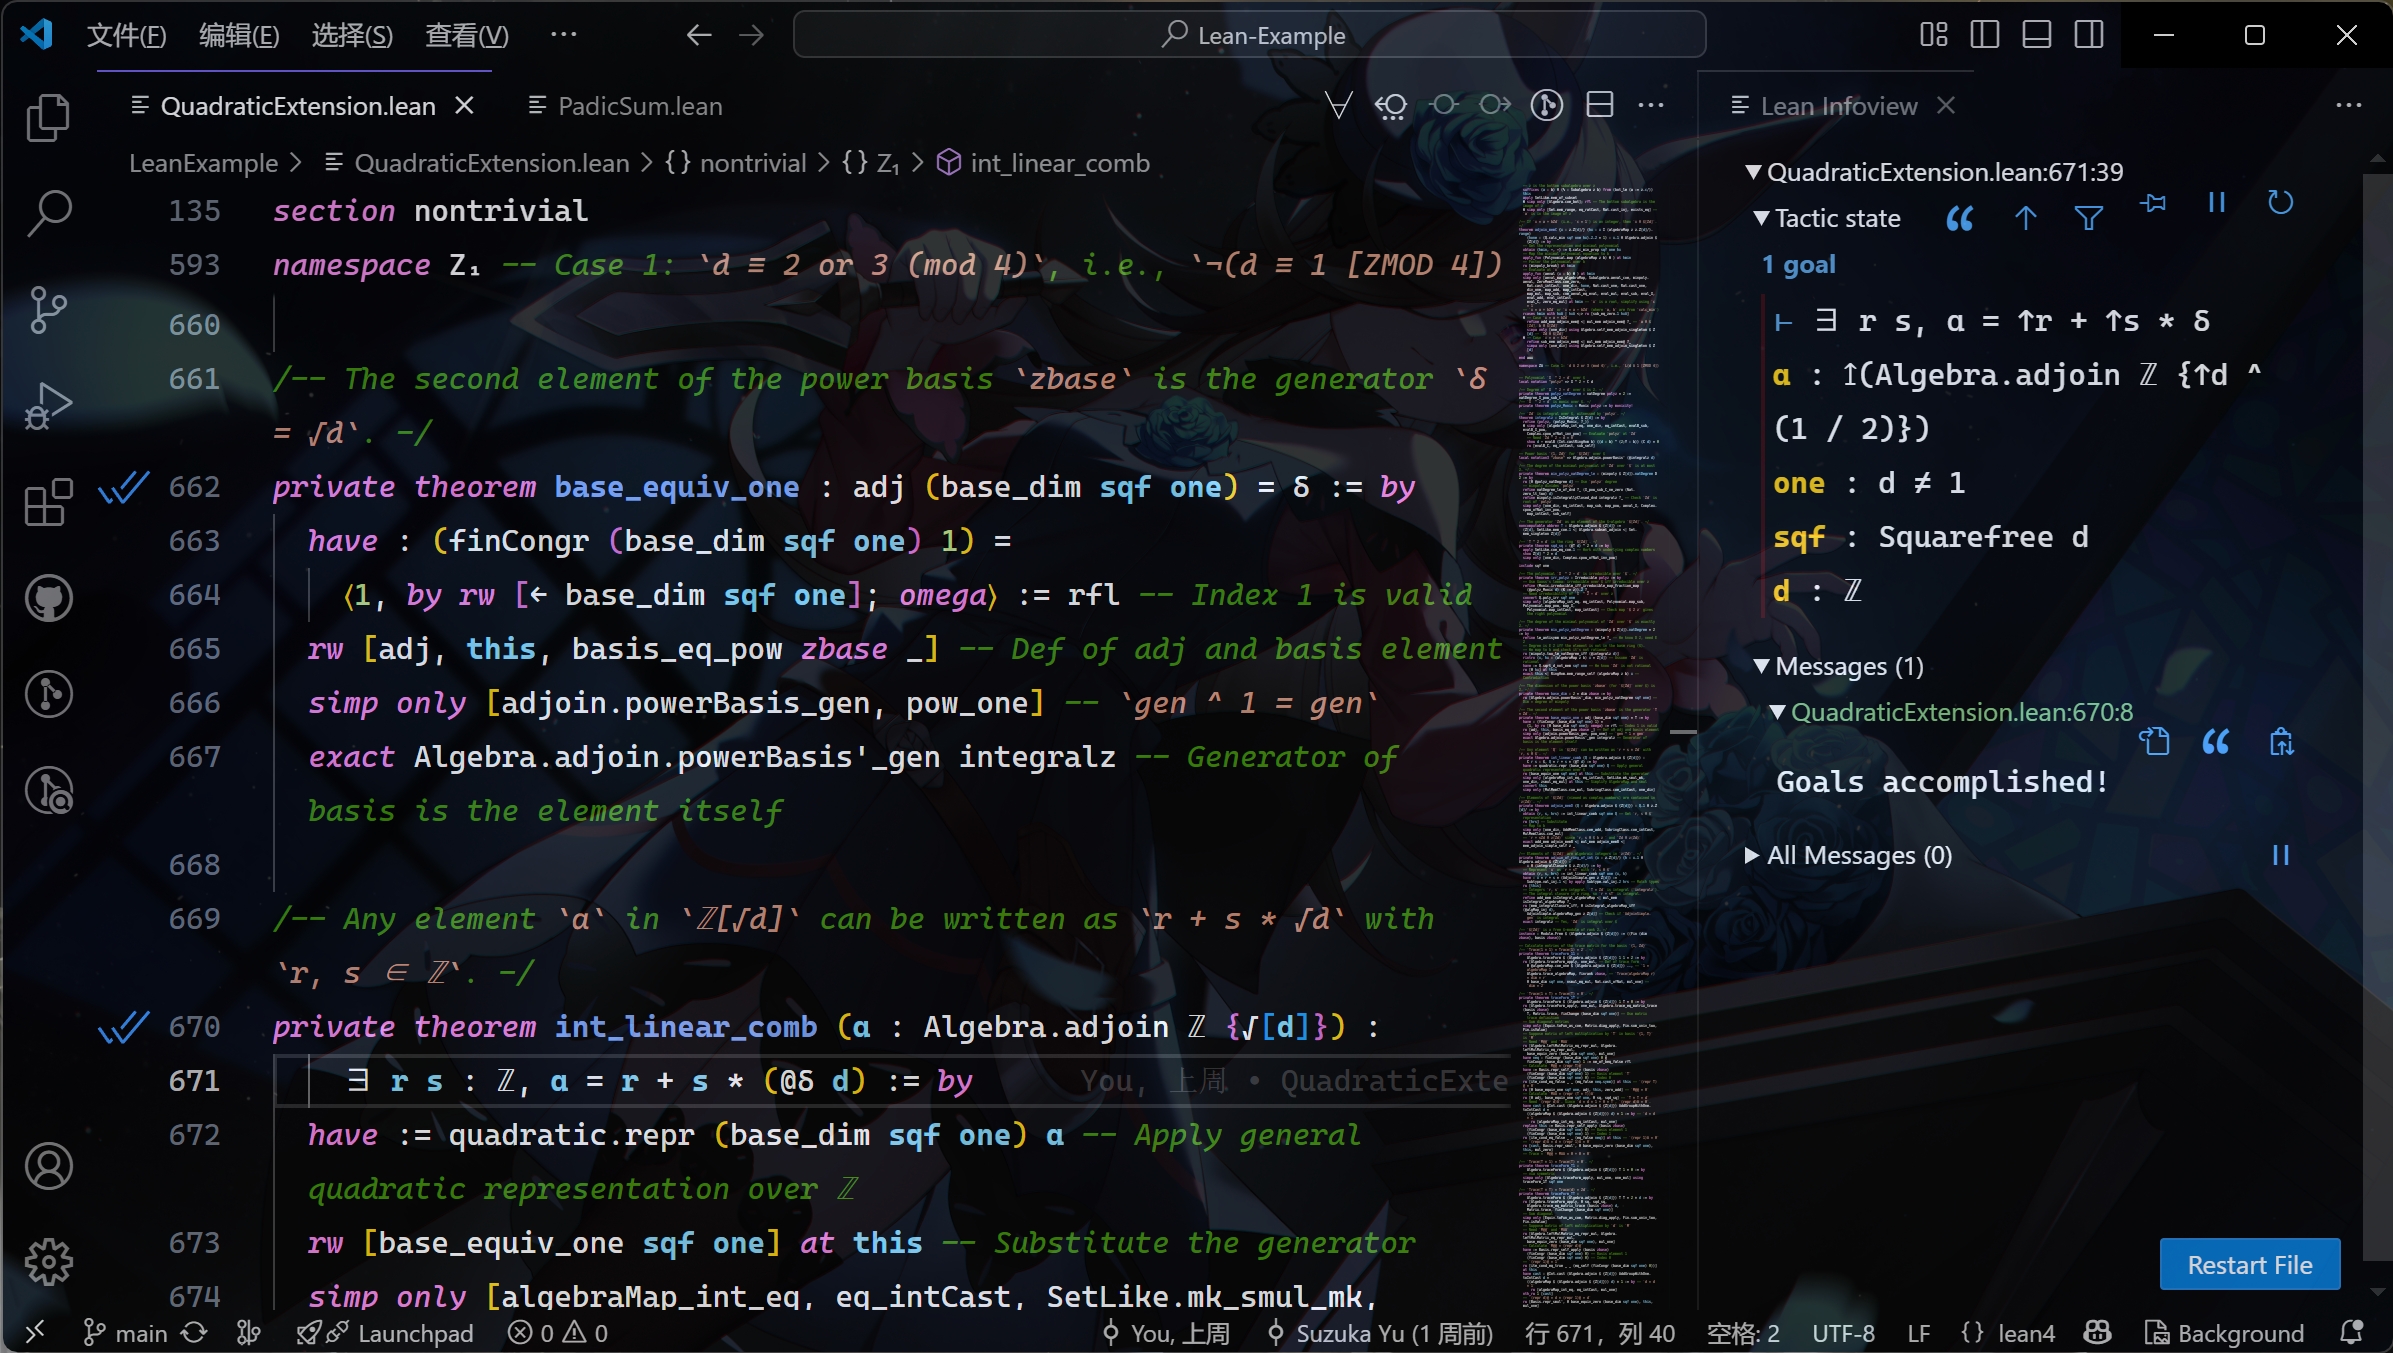 文件(F) 编辑(E) 选择(S) 查看(V) ··· Lean-Example
QuadraticExtension.lean PadicSum.lean
LeanExample > QuadraticExtension.lean > {} nontrivial > {} Z₁ > int_linear_comb
135 section nontrivial
593 namespace Z₁ -- Case 1: `d ≡ 2 or 3 (mod 4)`, i.e., `¬(d ≡ 1 [ZMOD 4])
660
661 /-- The second element of the power basis `zbase` is the generator `δ
= √d`. -/
662 private theorem base_equiv_one : adj (base_dim sqf one) = δ := by
663 have : (finCongr (base_dim sqf one) 1) =
664 ⟨1, by rw [← base_dim sqf one]; omega⟩ := rfl -- Index 1 is valid
665 rw [adj, this, basis_eq_pow zbase _] -- Def of adj and basis element
666 simp only [adjoin.powerBasis_gen, pow_one] -- `gen ^ 1 = gen`
667 exact Algebra.adjoin.powerBasis'_gen integralz -- Generator of
basis is the element itself
668
669 /-- Any element `α` in `ℤ[√d]` can be written as `r + s * √d` with
`r, s ∈ ℤ`. -/
670 private theorem int_linear_comb (α : Algebra.adjoin ℤ {√[d]}) :
671 ∃ r s : ℤ, α = r + s * (@δ d) := by You, 上周 • QuadraticExte
672 have := quadratic.repr (base_dim sqf one) α -- Apply general
quadratic representation over ℤ
673 rw [base_equiv_one sqf one] at this -- Substitute the generator
674 simp only [algebraMap_int_eq, eq_intCast, SetLike.mk_smul_mk,
Lean Infoview
QuadraticExtension.lean:671:39
Tactic state
1 goal
⊢ ∃ r s, α = ↑r + ↑s * δ
α : ↥(Algebra.adjoin ℤ {↑d ^
(1 / 2)})
one : d ≠ 1
sqf : Squarefree d
d : ℤ
Messages (1)
QuadraticExtension.lean:670:8
Goals accomplished!
All Messages (0)
Restart File
main Launchpad 0 0 You, 上周 Suzuka Yu (1 周前) 行 671，列 40 空格: 2 UTF-8 LF {} lean4 Background